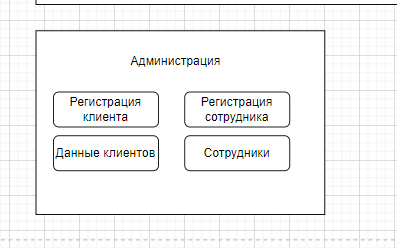 Администрация
Регистрация
клиента
Регистрация
сотрудника
Данные клиентов
Сотрудники